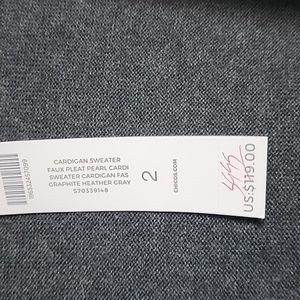 CARDIGAN SWEATER
FAUX PLEAT PEARL CARDI
SWEATER CARDIGAN FAS
GRAPHITE HEATHER GRAY
570339148
2
CHICOS.COM
US:$119.00